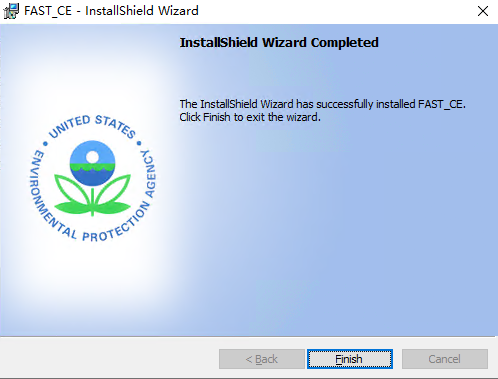 FAST_CE - InstallShield Wizard
InstallShield Wizard Completed
The InstallShield Wizard has successfully installed FAST_CE.
Click Finish to exit the wizard.
UNITED STATES
ENVIRONMENTAL PROTECTION AGENCY
< Back
Finish
Cancel